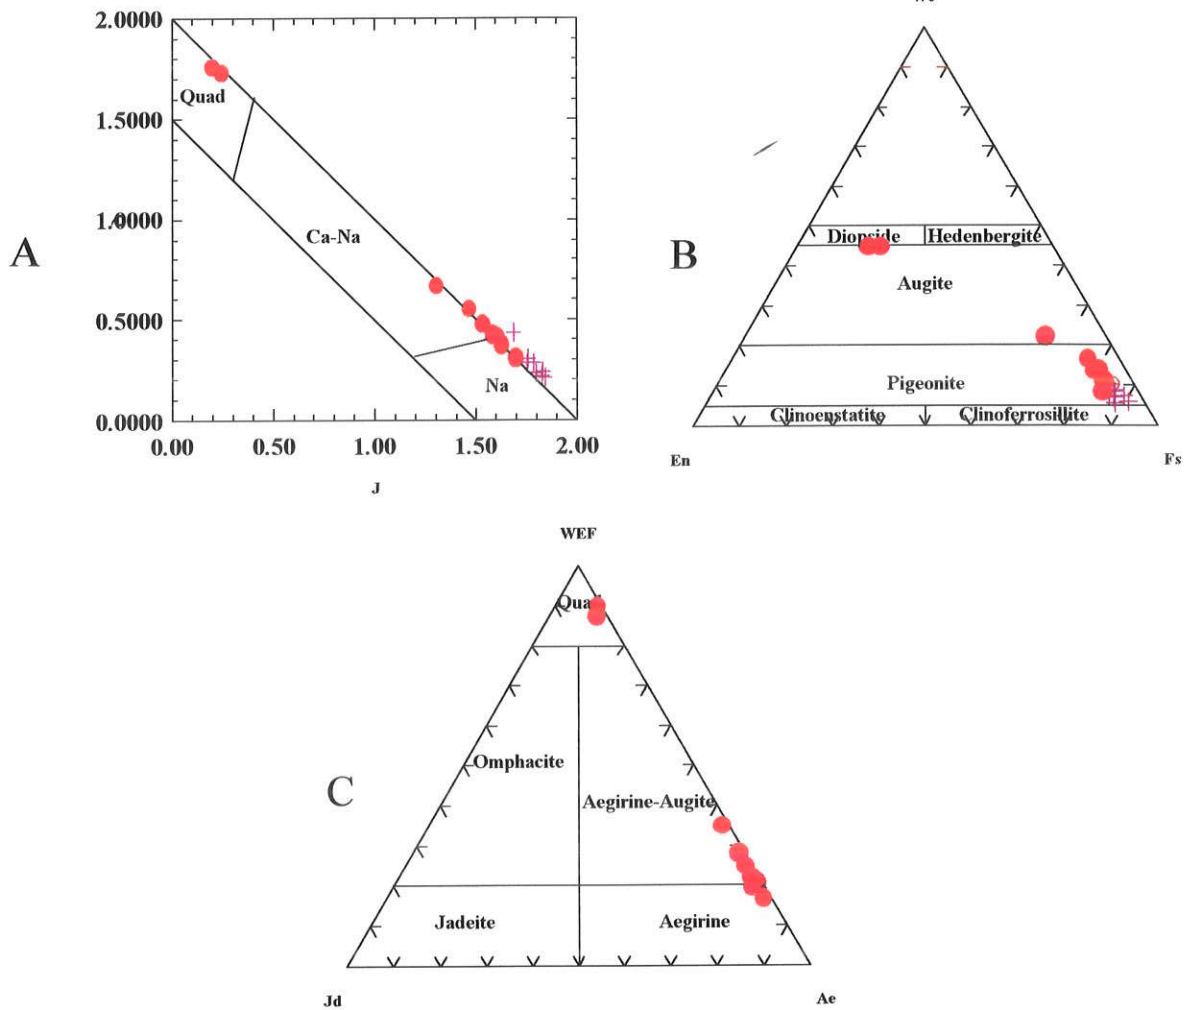 2.0000
Quad
1.5000
1.0000
Ca-Na
0.5000
Na
0.0000
0.00 0.50 1.00 1.50 2.00
J
A
Diopside Hedenbergite
Augite
B
Pigeonite
Clinoenstatite Clinoferrosillite
En Fs
WEF
Quad
Omphacite
Aegirine-Augite
C
Jadeite Aegirine
Jd Ae